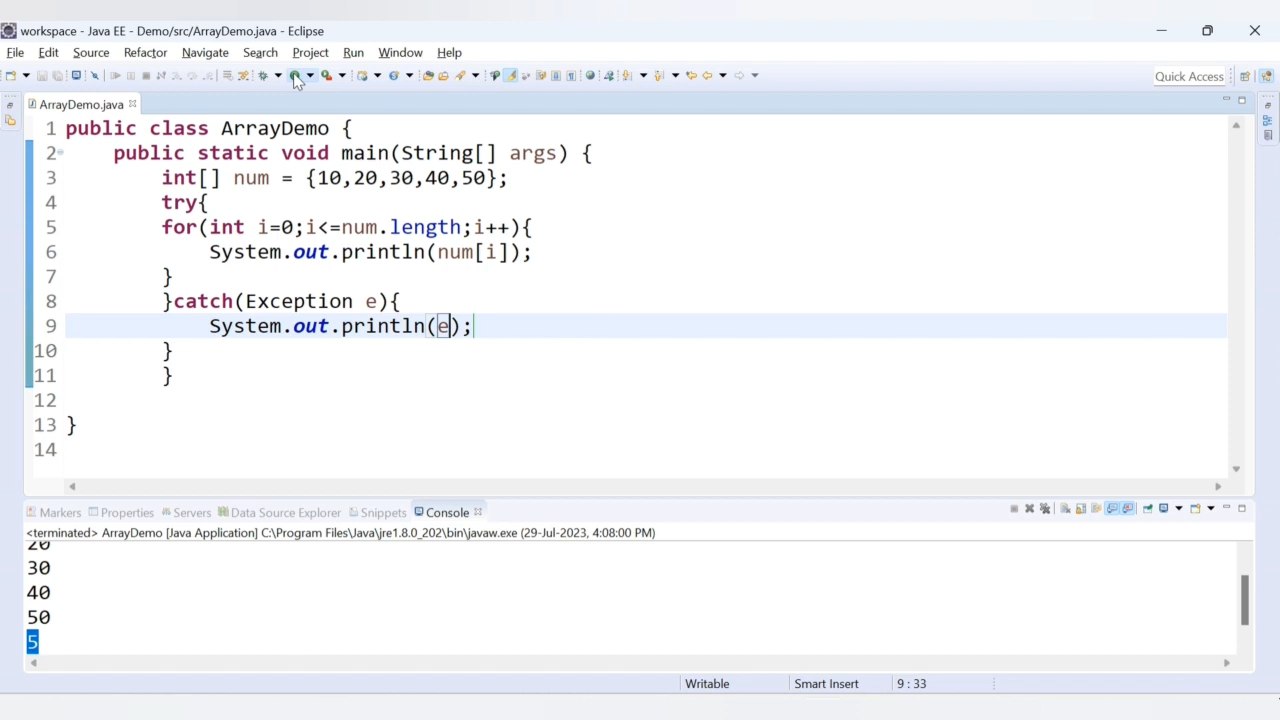 workspace - Java EE - Demo/src/ArrayDemo.java - Eclipse
File Edit Source Refactor Navigate Search Project Run Window Help
Quick Access
ArrayDemo.java
1 public class ArrayDemo {
2 public static void main(String[] args) {
3 int[] num = {10,20,30,40,50};
4 try{
5 for(int i=0;i<=num.length;i++){
6 System.out.println(num[i]);
7 }
8 }catch(Exception e){
9 System.out.println(e);
10 }
11 }
12
13 }
14
Markers Properties Servers Data Source Explorer Snippets Console
<terminated> ArrayDemo [Java Application] C:\Program Files\Java\jre1.8.0_202\bin\javaw.exe (29-Jul-2023, 4:08:00 PM)
20
30
40
50
5
Writable Smart Insert 9 : 33